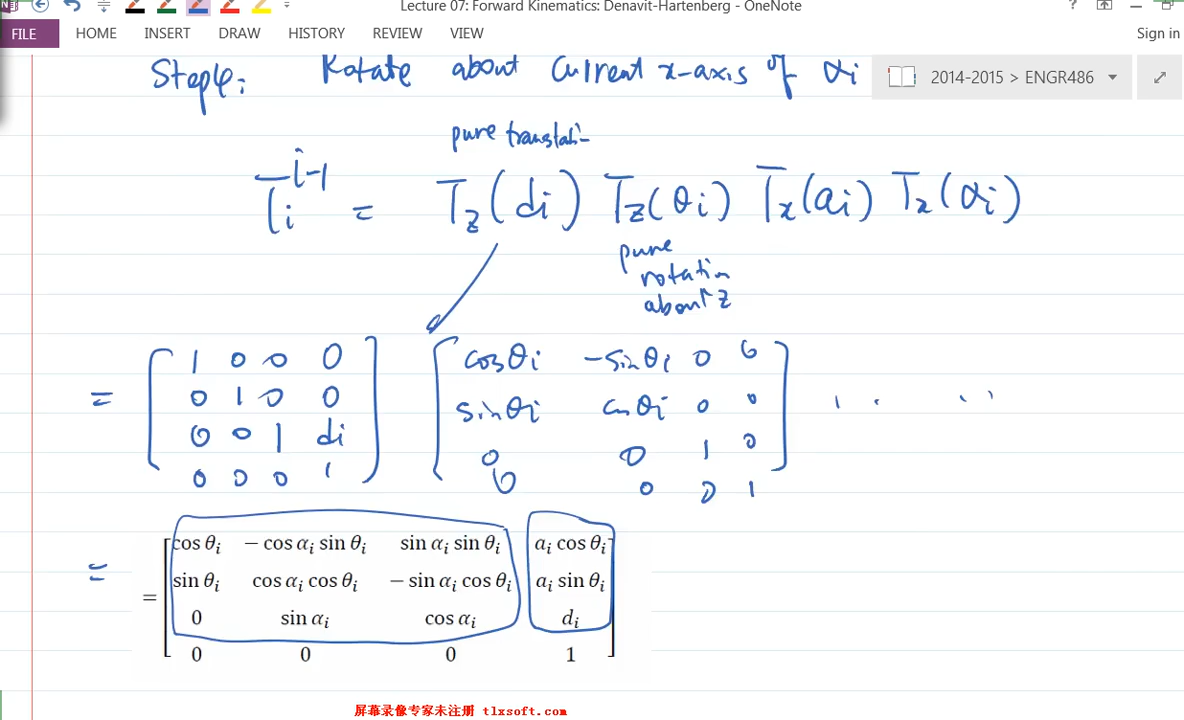 Lecture 07: Forward Kinematics: Denavit-Hartenberg - OneNote
FILE HOME INSERT DRAW HISTORY REVIEW VIEW Sign in
Step4: Rotate about Current x-axis of αi
2014-2015 > ENGR486
pure translati
T_i^{i-1} = Tz(di) Tz(θi) Tx(ai) Tx(αi)
pure
rotation
about z
= [ 1 0 0 0 ] [ cosθi -sinθi 0 0 ] . . . .
0 1 0 0 sinθi cosθi 0 0
0 0 1 di 0 0 1 0
0 0 0 1 0 0 0 1
=
cos θi − cos αi sin θi sin αi sin θi ai cos θi
sin θi cos αi cos θi − sin αi cos θi ai sin θi
= 0 sin αi cos αi di
0 0 0 1
屏幕录像专家未注册 tlxsoft.com